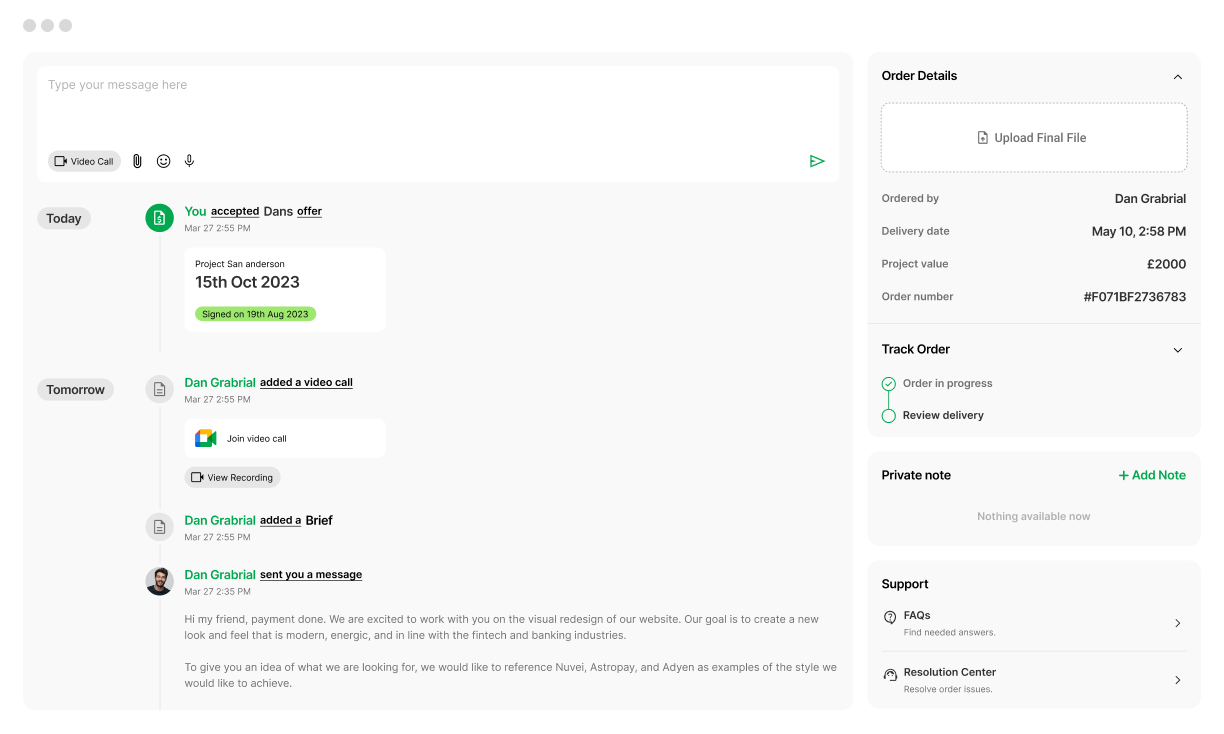 Type your message here
Video Call
Today
You accepted Dans offer
Mar 27 2:55 PM
Project San anderson
15th Oct 2023
Signed on 19th Aug 2023
Tomorrow
Dan Grabrial added a video call
Mar 27 2:55 PM
Join video call
View Recording
Dan Grabrial added a Brief
Mar 27 2:55 PM
Dan Grabrial sent you a message
Mar 27 2:35 PM
Hi my friend, payment done. We are excited to work with you on the visual redesign of our website. Our goal is to create a new
look and feel that is modern, energic, and in line with the fintech and banking industries.
To give you an idea of what we are looking for, we would like to reference Nuvei, Astropay, and Adyen as examples of the style we
would like to achieve.
Order Details
Upload Final File
Ordered by Dan Grabrial
Delivery date May 10, 2:58 PM
Project value £2000
Order number #F071BF2736783
Track Order
Order in progress
Review delivery
Private note + Add Note
Nothing available now
Support
FAQs
Find needed answers.
Resolution Center
Resolve order issues.